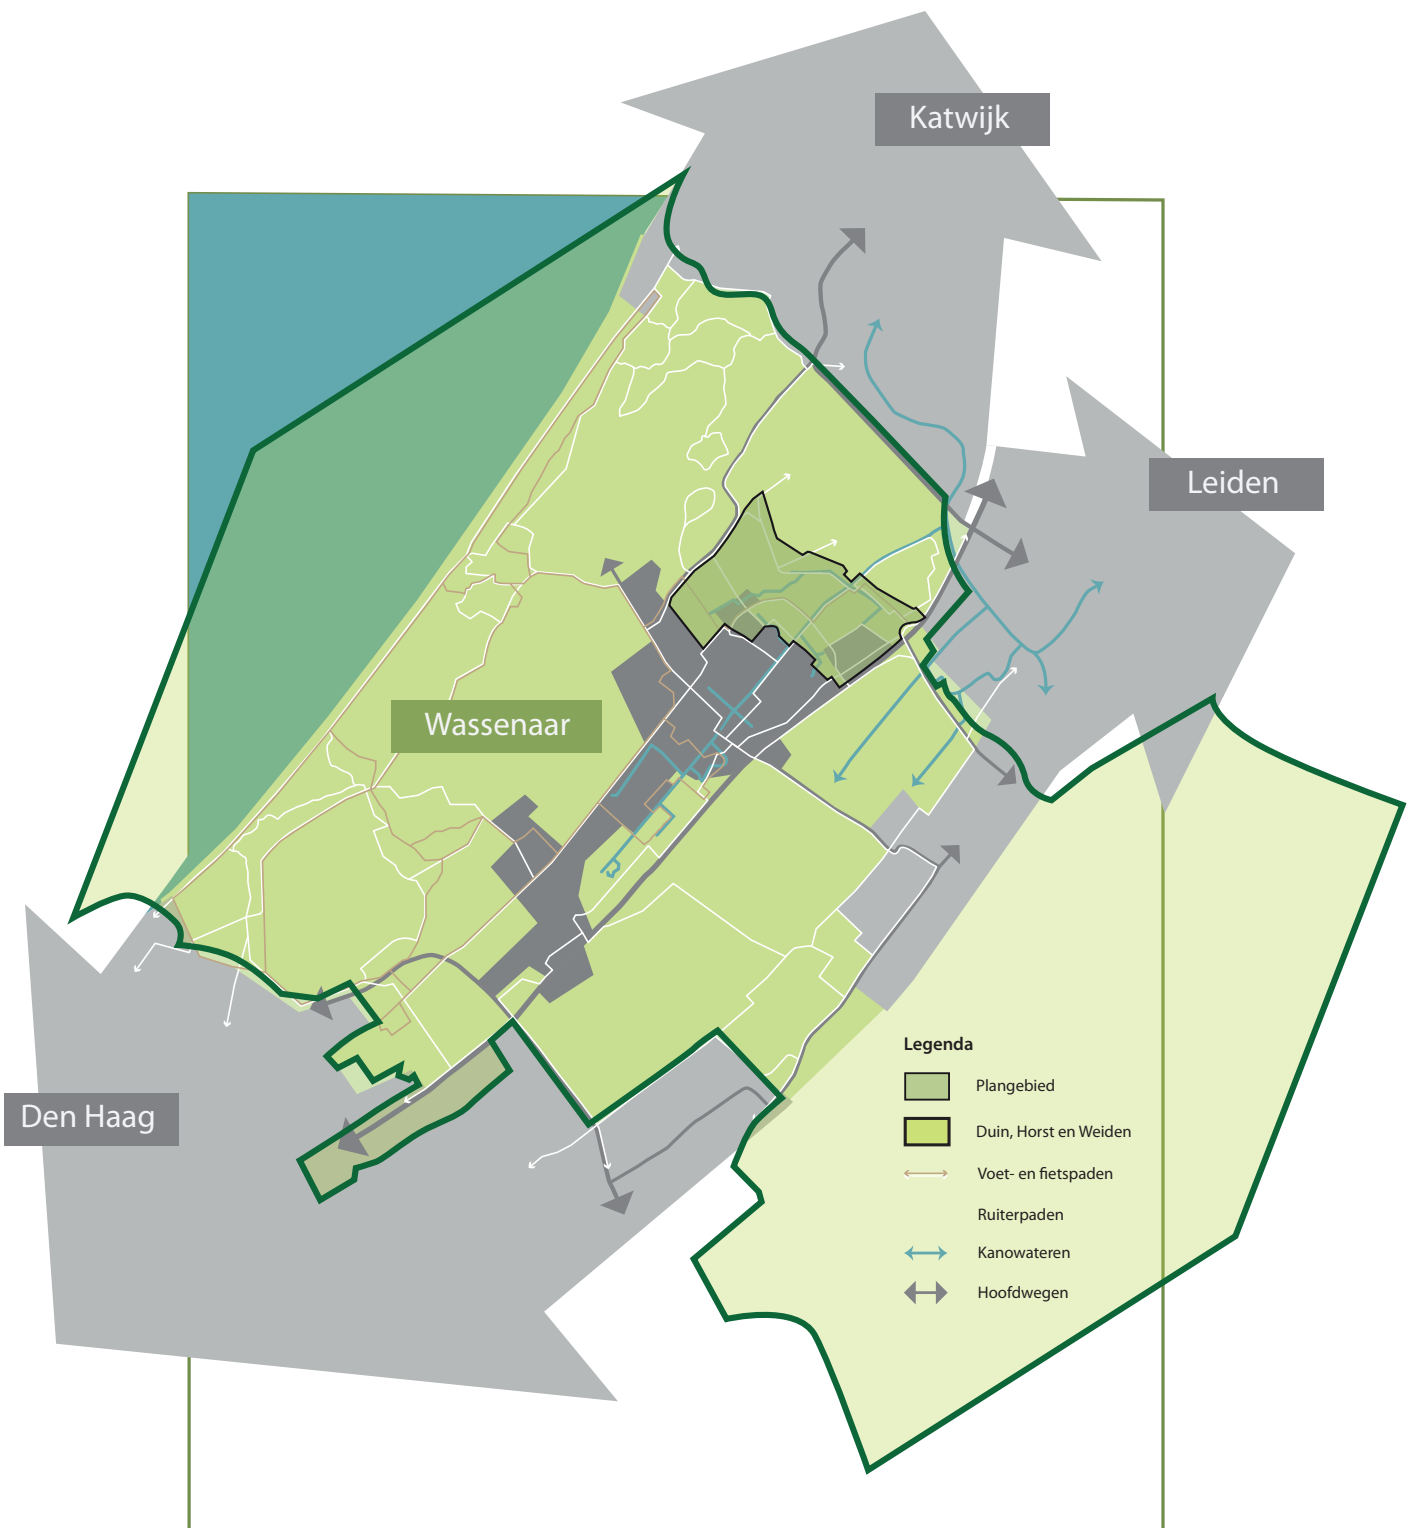 Katwijk
Leiden
Wassenaar
Den Haag
Legenda
Plangebied
Duin, Horst en Weiden
Voet- en fietspaden
Ruiterpaden
Kanowateren
Hoofdwegen